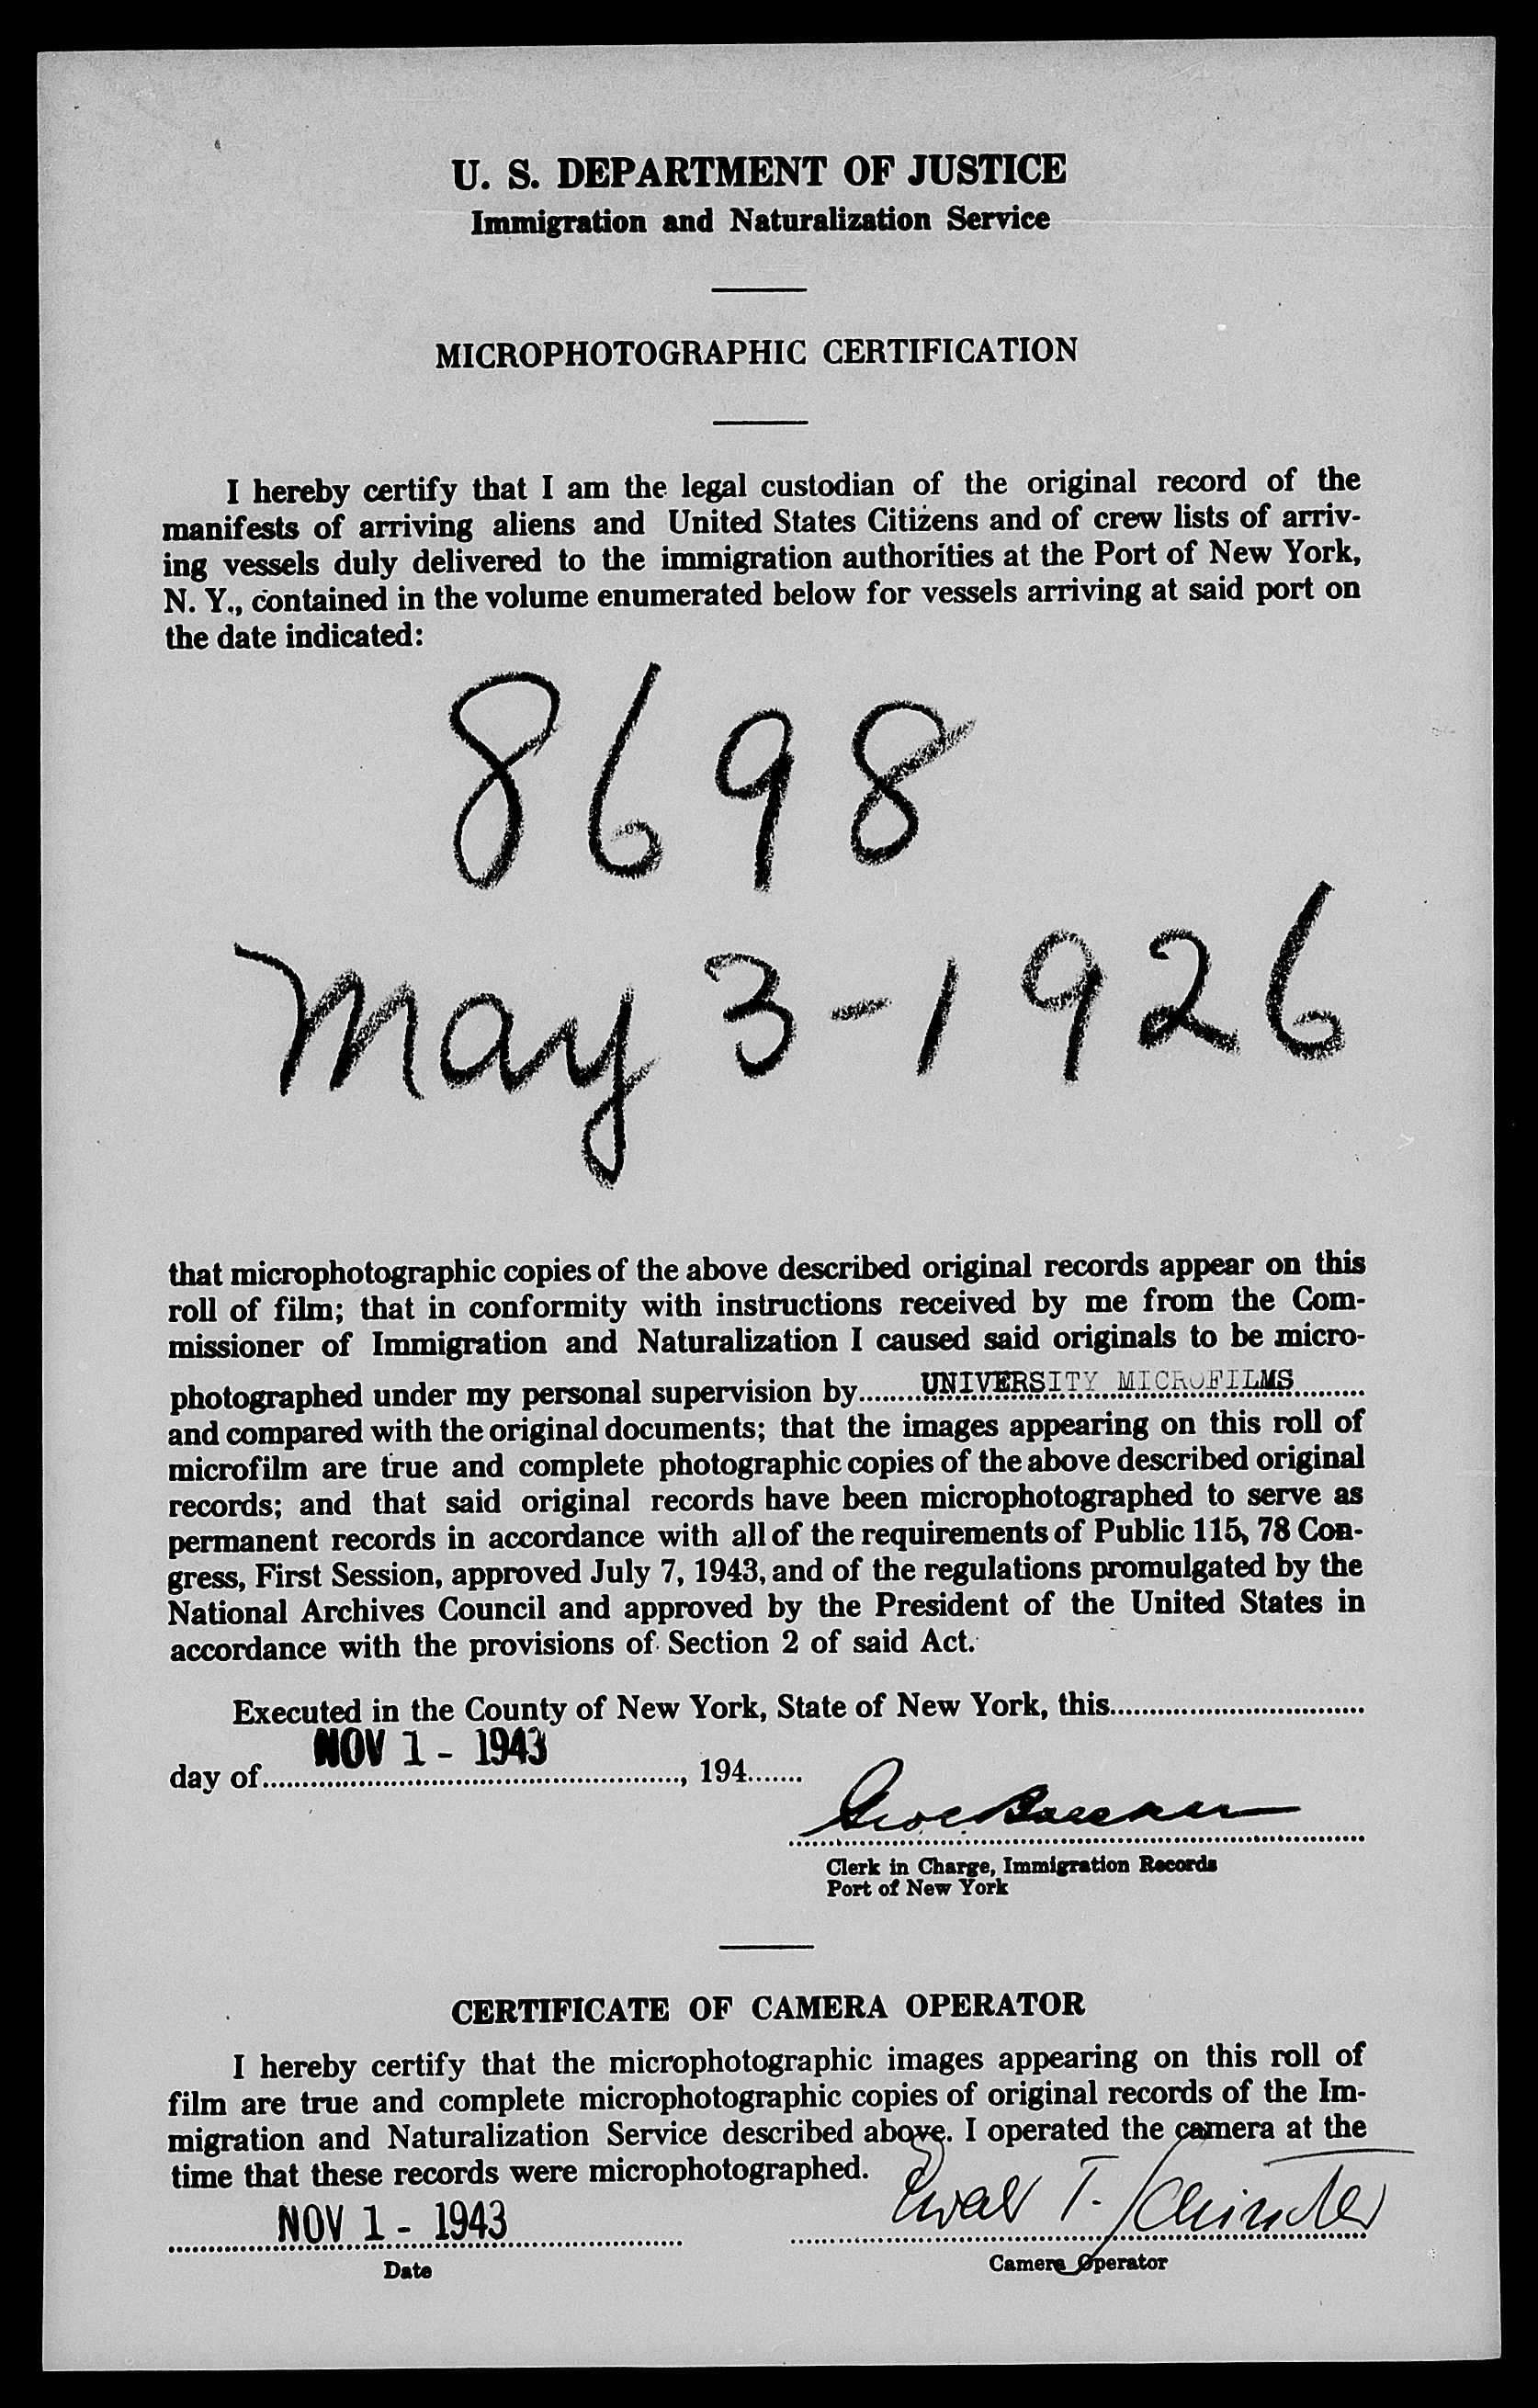 U. S. DEPARTMENT OF JUSTICE
Immigration and Naturalization Service
MICROPHOTOGRAPHIC CERTIFICATION
I hereby certify that I am the legal custodian of the original record of the
manifests of arriving aliens and United States Citizens and of crew lists of arriv-
ing vessels duly delivered to the immigration authorities at the Port of New York,
N. Y., contained in the volume enumerated below for vessels arriving at said port on
the date indicated:
8698
May 3-1926
that microphotographic copies of the above described original records appear on this
roll of film; that in conformity with instructions received by me from the Com-
missioner of Immigration and Naturalization I caused said originals to be micro-
photographed under my personal supervision by UNIVERSITY MICROFILMS
and compared with the original documents; that the images appearing on this roll of
microfilm are true and complete photographic copies of the above described original
records; and that said original records have been microphotographed to serve as
permanent records in accordance with all of the requirements of Public 115, 78 Con-
gress, First Session, approved July 7, 1943, and of the regulations promulgated by the
National Archives Council and approved by the President of the United States in
accordance with the provisions of Section 2 of said Act.
Executed in the County of New York, State of New York, this
NOV 1 - 1943
day of, 194
Clerk in Charge, Immigration Records
Port of New York
CERTIFICATE OF CAMERA OPERATOR
I hereby certify that the microphotographic images appearing on this roll of
film are true and complete microphotographic copies of original records of the Im-
migration and Naturalization Service described above. I operated the camera at the
time that these records were microphotographed.
T.
NOV 1 - 1943
Date
Camera Operator